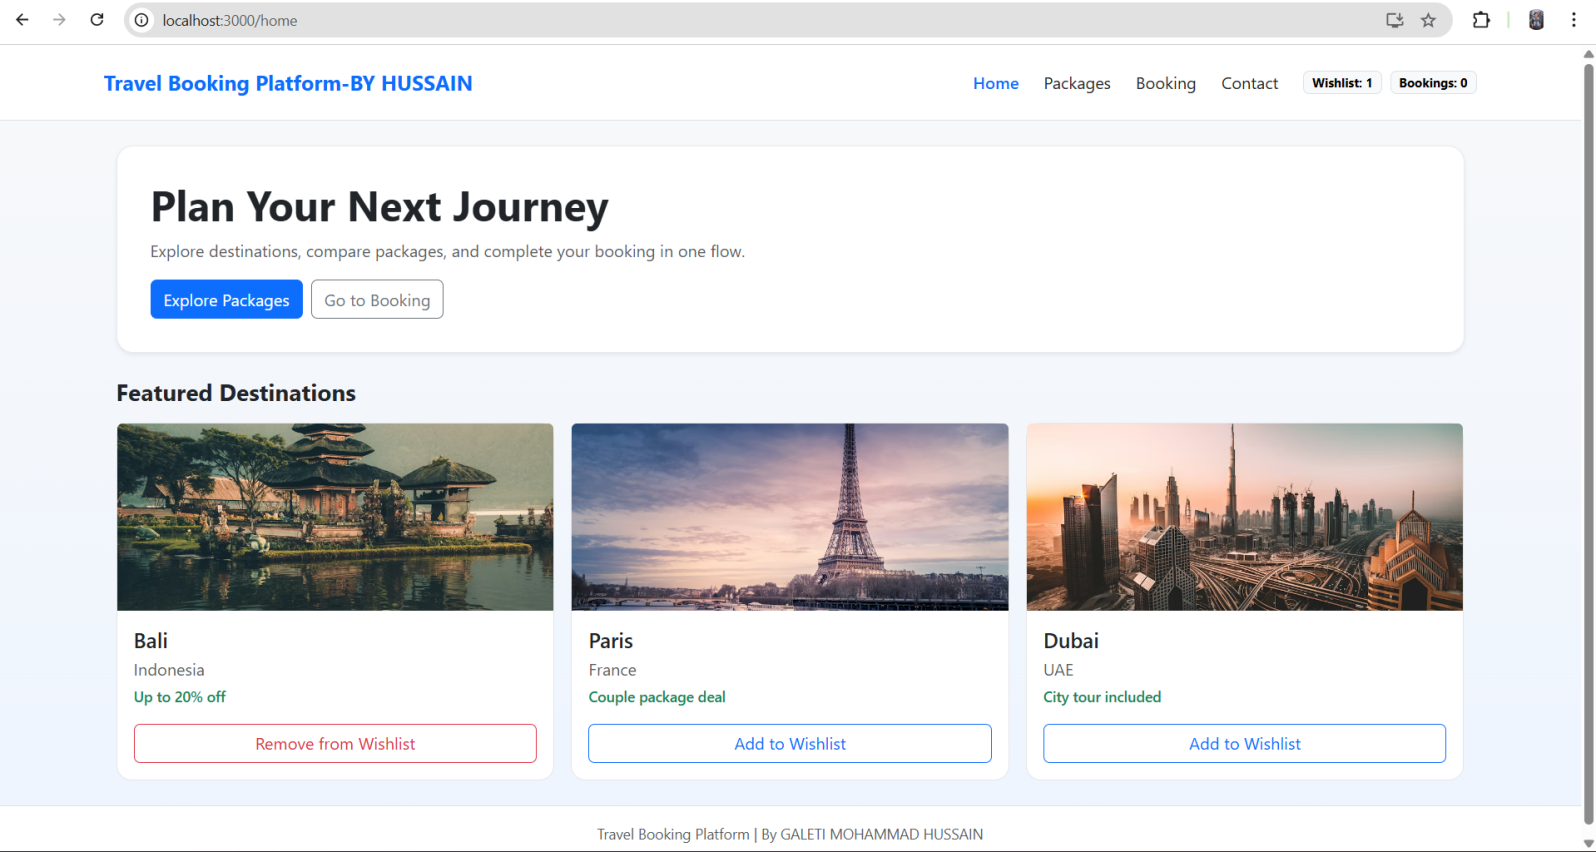 localhost:3000/home
Travel Booking Platform-BY HUSSAIN
Home Packages Booking Contact Wishlist: 1 Bookings: 0
Plan Your Next Journey
Explore destinations, compare packages, and complete your booking in one flow.
Explore Packages Go to Booking
Featured Destinations
Bali
Indonesia
Up to 20% off
Remove from Wishlist
Paris
France
Couple package deal
Add to Wishlist
Dubai
UAE
City tour included
Add to Wishlist
Travel Booking Platform | By GALETI MOHAMMAD HUSSAIN